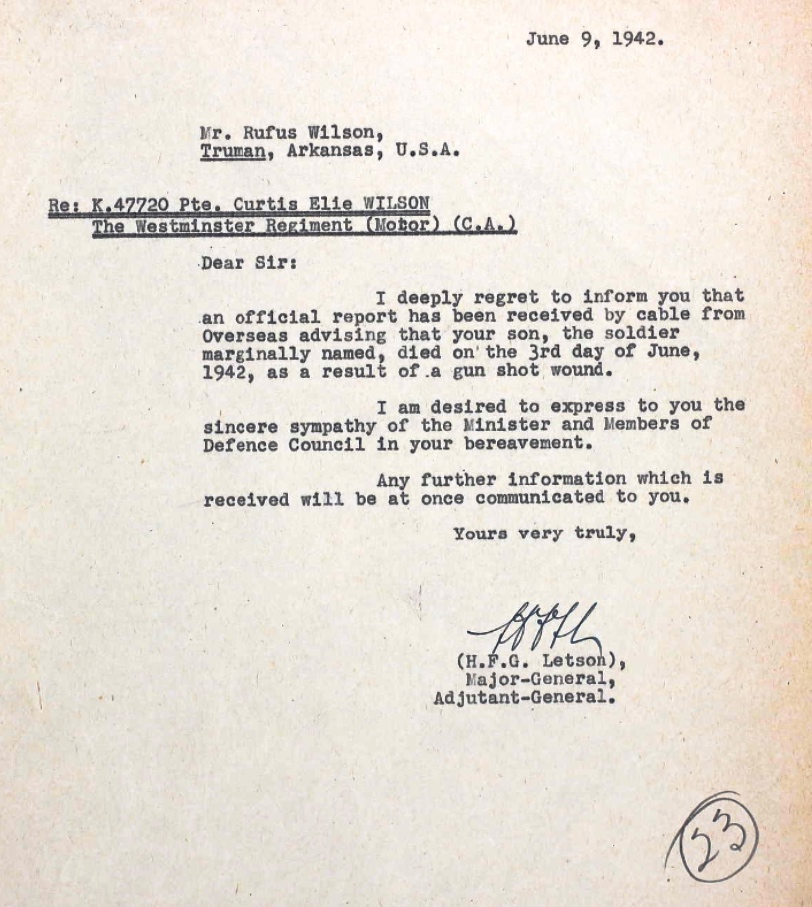 June 9, 1942.
Mr. Rufus Wilson,
Truman, Arkansas, U.S.A.
Re: K.47720 Pte. Curtis Elie WILSON
The Westminster Regiment (Motor) (C.A.)
Dear Sir:
I deeply regret to inform you that
an official report has been received by cable from
Overseas advising that your son, the soldier
marginally named, died on the 3rd day of June,
1942, as a result of a gun shot wound.
I am desired to express to you the
sincere sympathy of the Minister and Members of
Defence Council in your bereavement.
Any further information which is
received will be at once communicated to you.
Yours very truly,
(H.F.G. Letson),
Major-General,
Adjutant-General.
23